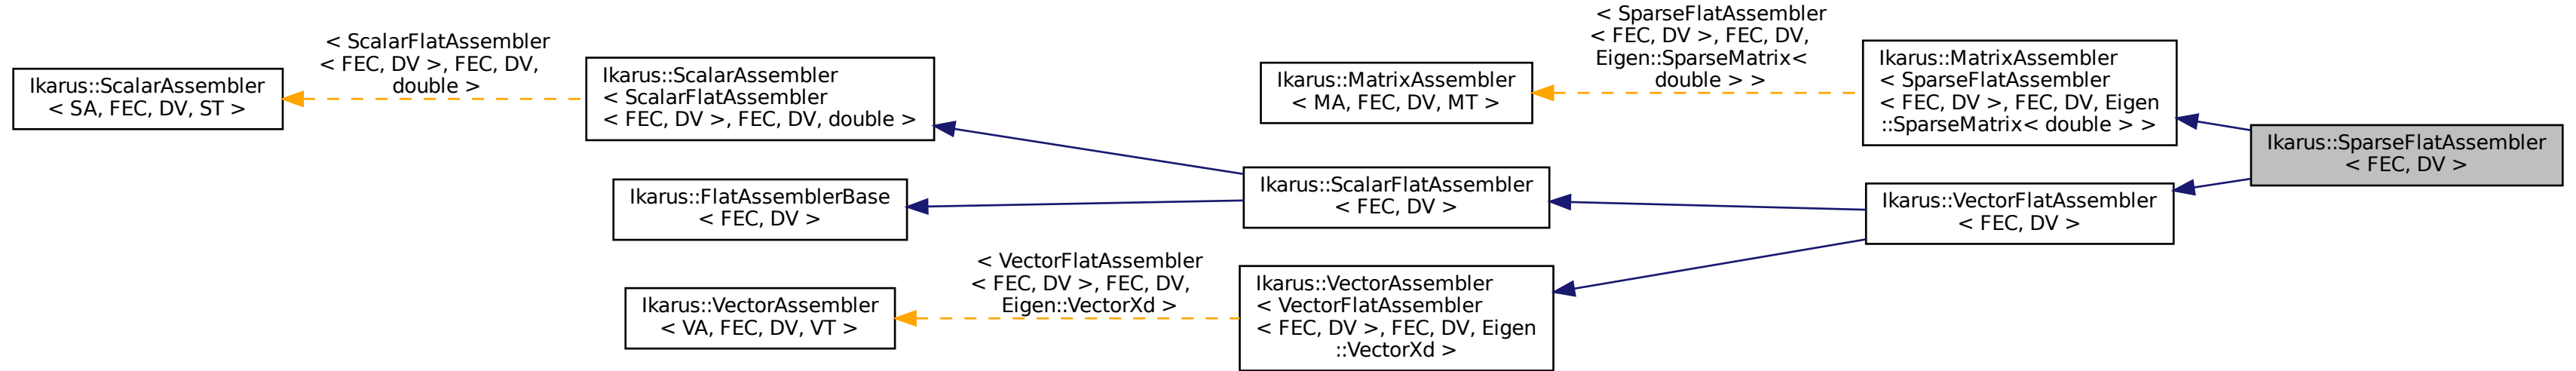 Ikarus::ScalarAssembler
< SA, FEC, DV, ST >
< ScalarFlatAssembler
< FEC, DV >, FEC, DV,
double >
Ikarus::ScalarAssembler
< ScalarFlatAssembler
< FEC, DV >, FEC, DV, double >
Ikarus::FlatAssemblerBase
< FEC, DV >
Ikarus::VectorAssembler
< VA, FEC, DV, VT >
< VectorFlatAssembler
< FEC, DV >, FEC, DV,
Eigen::VectorXd >
Ikarus::MatrixAssembler
< MA, FEC, DV, MT >
Ikarus::ScalarFlatAssembler
< FEC, DV >
Ikarus::VectorAssembler
< VectorFlatAssembler
< FEC, DV >, FEC, DV, Eigen
::VectorXd >
< SparseFlatAssembler
< FEC, DV >, FEC, DV,
Eigen::SparseMatrix<
double > >
Ikarus::MatrixAssembler
< SparseFlatAssembler
< FEC, DV >, FEC, DV, Eigen
::SparseMatrix< double > >
Ikarus::VectorFlatAssembler
< FEC, DV >
Ikarus::SparseFlatAssembler
< FEC, DV >